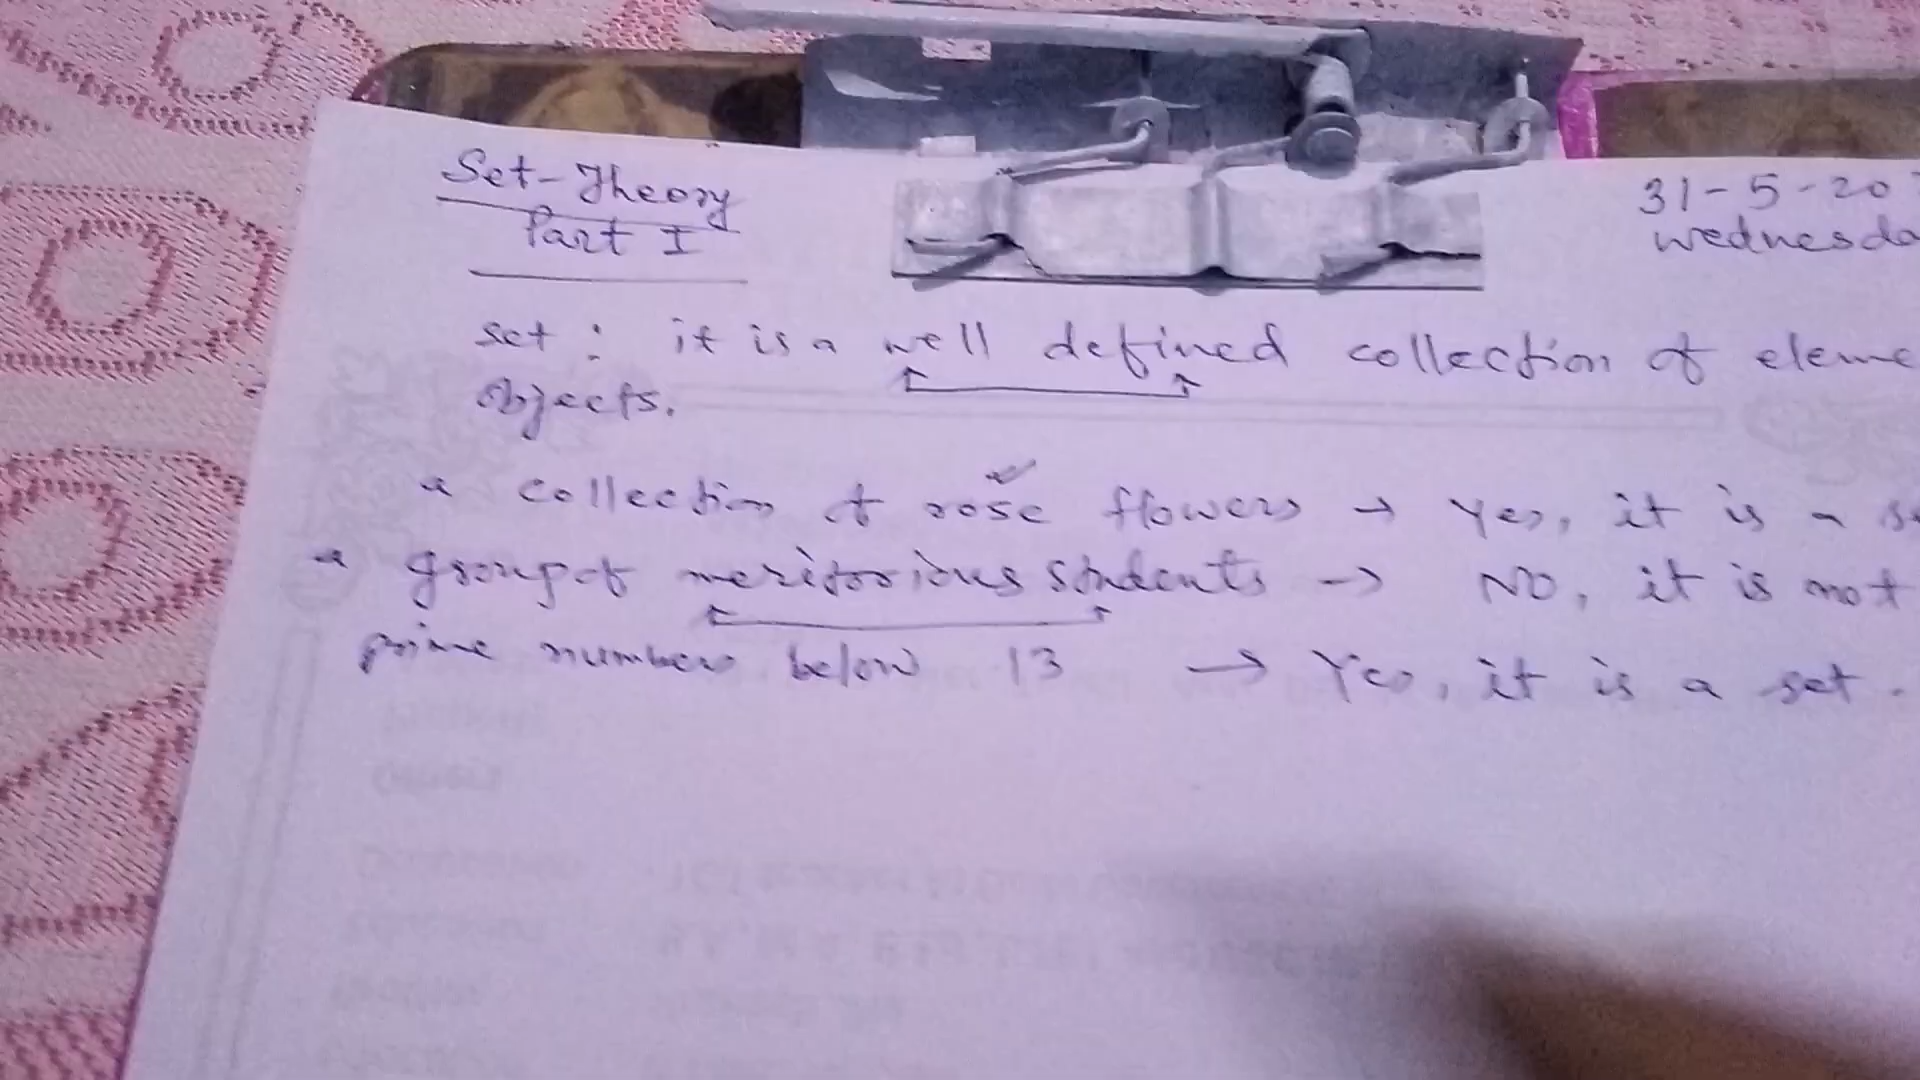 Set-Theory
Part I
31-5-20
wednesda
set : it is a well defined collection of eleme
objects.
a collection of rose flowers → Yes, it is a s
a group of meritorious students → NO, it is not
prime numbers below 13 → Yes, it is a set.